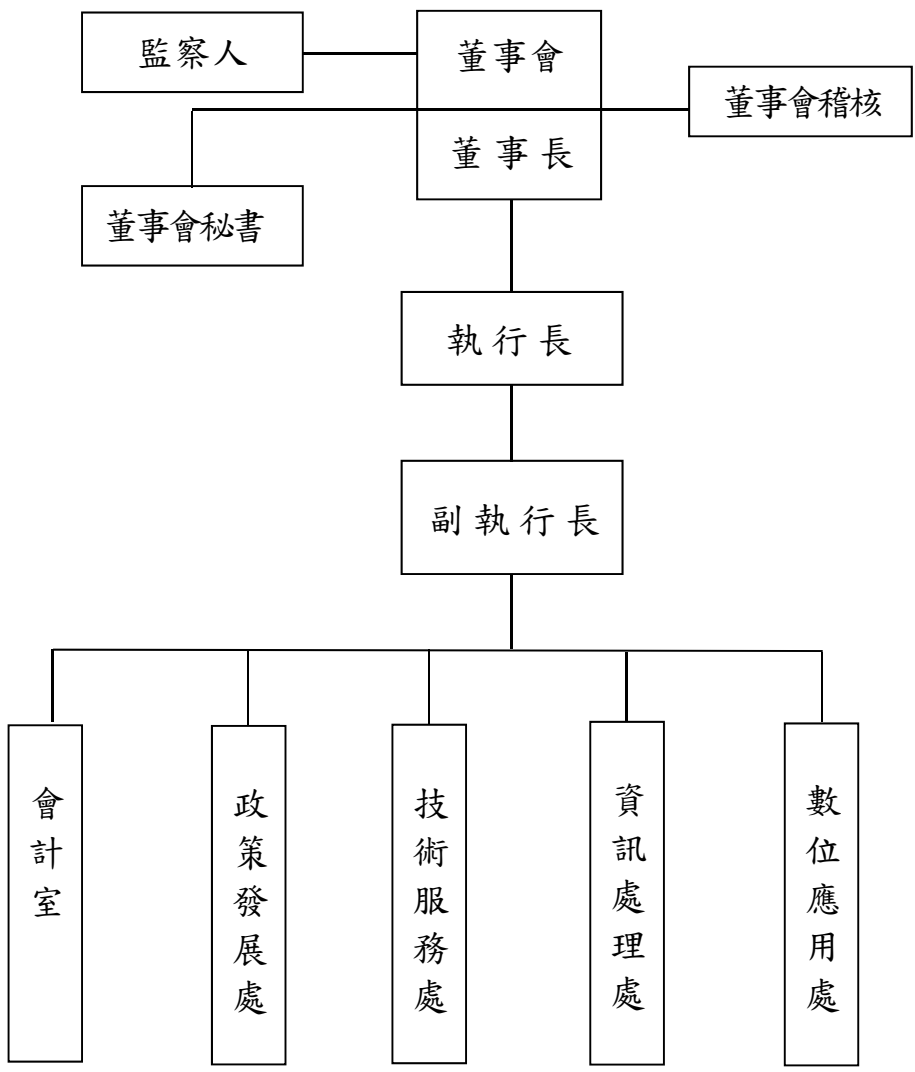 監察人
董事會
董事會稽核
董事長
董事會秘書
執行長
副執行長
會計室
政策發展處
技術服務處
資訊處理處
數位應用處